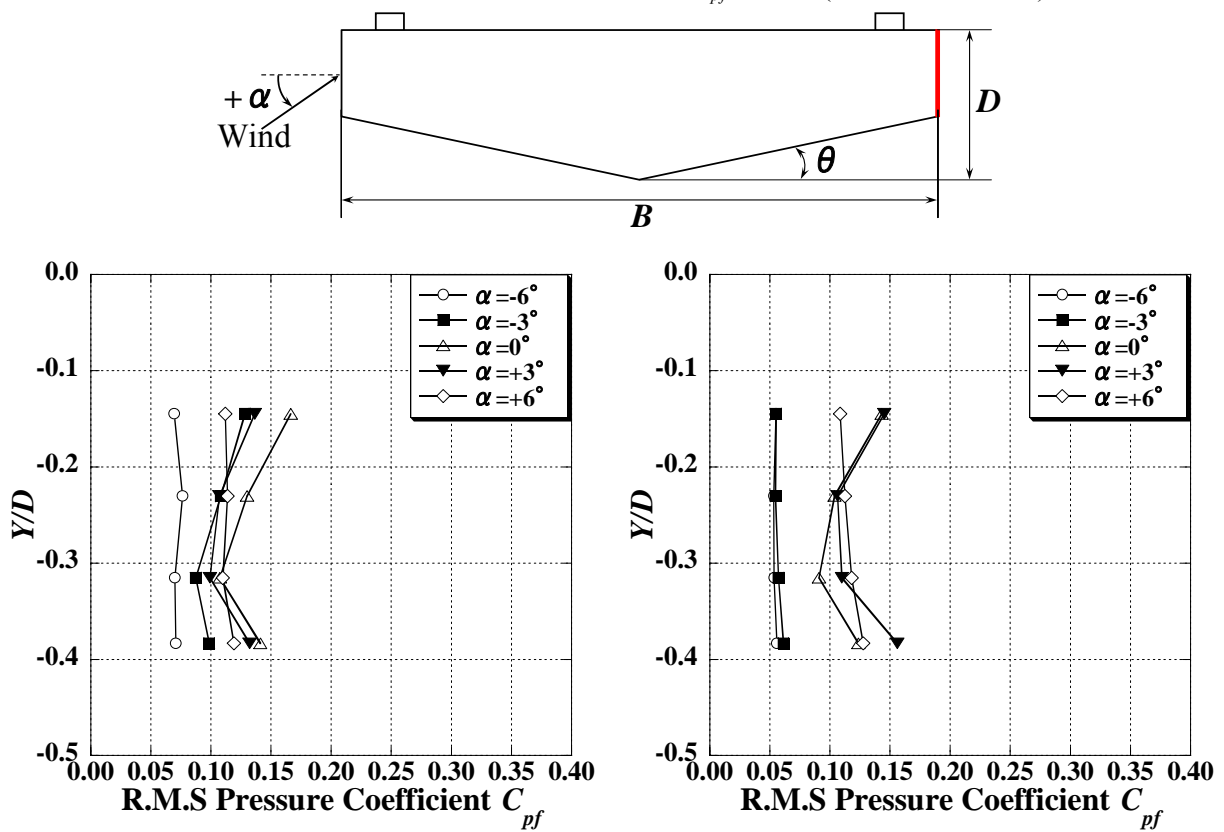 pf
+ α
Wind
D
θ
B
0.0
-0.1
-0.2
-0.3
-0.4
-0.5
Y/D
α=-6°
α=-3°
α=0°
α=+3°
α=+6°
0.00 0.05 0.10 0.15 0.20 0.25 0.30 0.35 0.40
R.M.S Pressure Coefficient C_pf
0.0
-0.1
-0.2
-0.3
-0.4
-0.5
Y/D
α=-6°
α=-3°
α=0°
α=+3°
α=+6°
0.00 0.05 0.10 0.15 0.20 0.25 0.30 0.35 0.40
R.M.S Pressure Coefficient C_pf